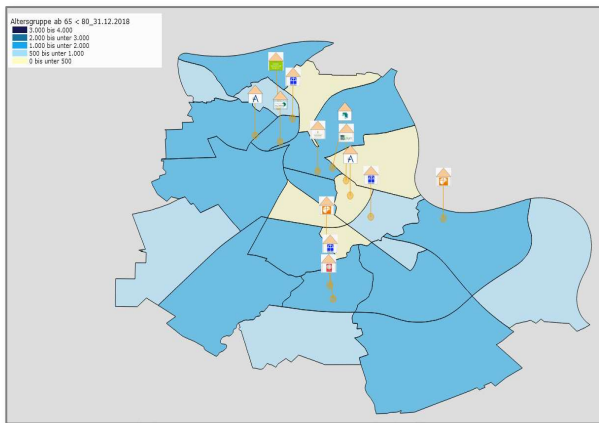 Altersgruppe ab 65 < 80_31.12.2018
3.000 bis 4.000
2.000 bis unter 3.000
1.000 bis unter 2.000
500 bis unter 1.000
0 bis unter 500